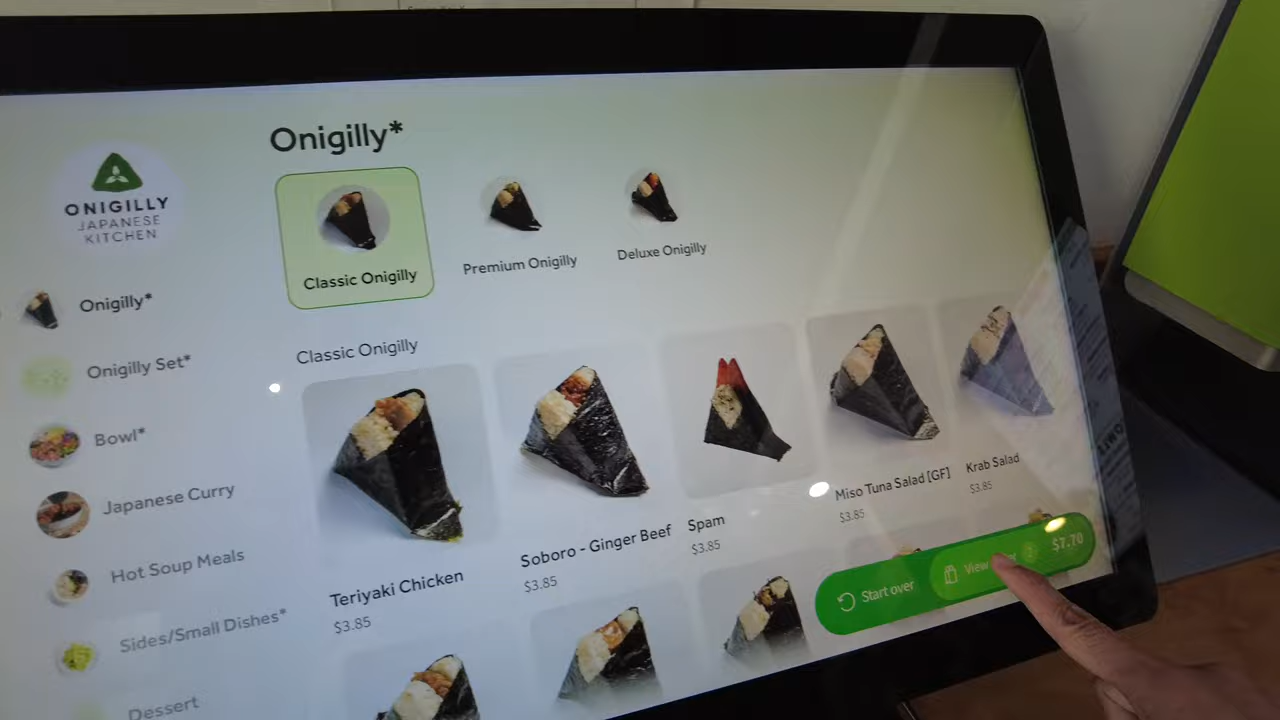 Onigilly*
ONIGILLY
JAPANESE
KITCHEN
Classic Onigilly
Premium Onigilly
Deluxe Onigilly
Onigilly*
Onigilly Set*
Bowl*
Japanese Curry
Hot Soup Meals
Sides/Small Dishes*
Dessert
Classic Onigilly
Teriyaki Chicken
$3.85
Soboro - Ginger Beef
$3.85
Spam
$3.85
Miso Tuna Salad [GF]
$3.85
Krab Salad
$3.85
Start over
View
$7.70